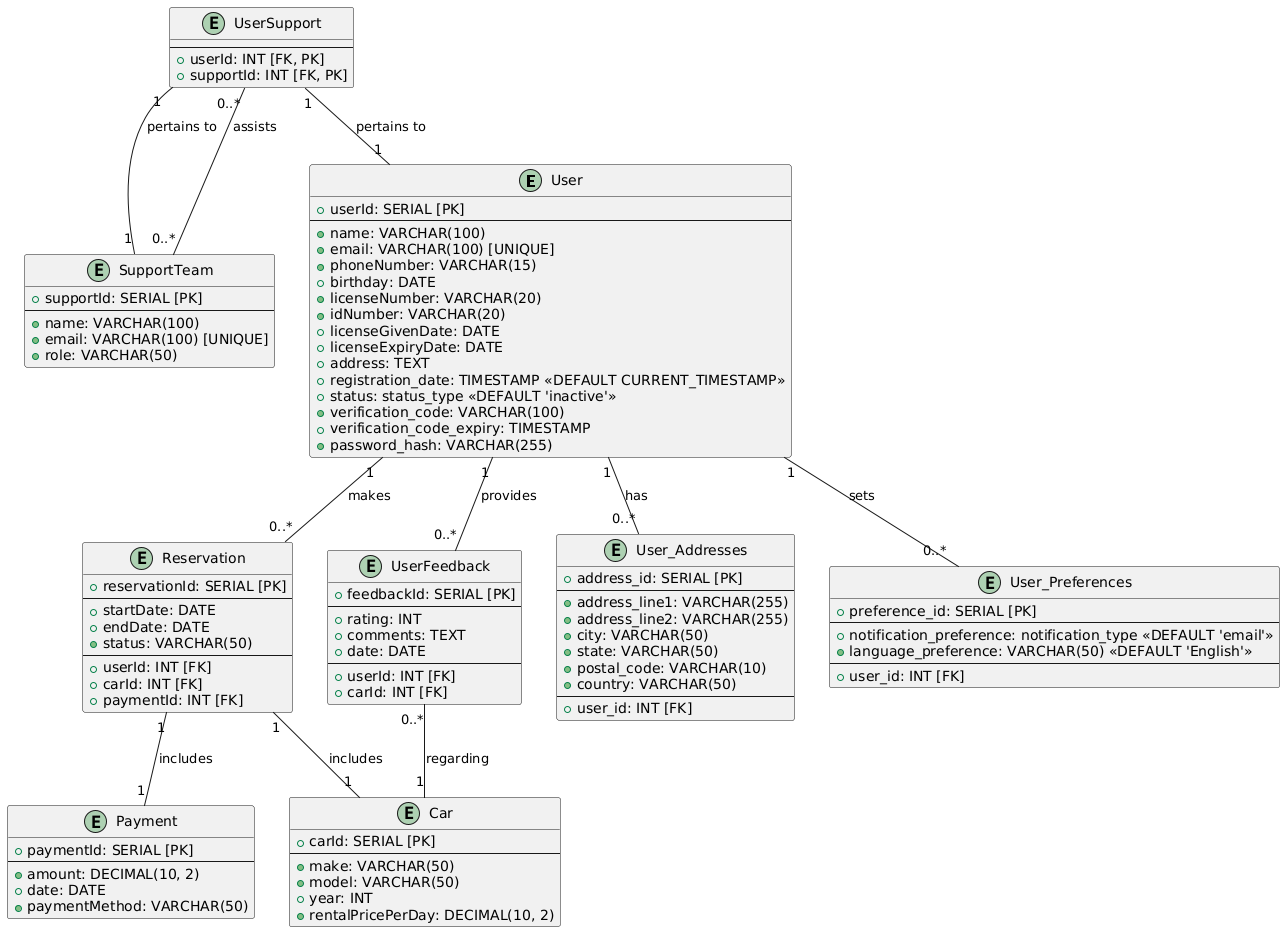 E UserSupport
userId: INT [FK, PK]
supportId: INT [FK, PK]
1
0..*
1
pertains to
assists
pertains to
1
0..*
1
E User
userId: SERIAL [PK]
name: VARCHAR(100)
email: VARCHAR(100) [UNIQUE]
phoneNumber: VARCHAR(15)
birthday: DATE
licenseNumber: VARCHAR(20)
idNumber: VARCHAR(20)
licenseGivenDate: DATE
licenseExpiryDate: DATE
address: TEXT
registration_date: TIMESTAMP «DEFAULT CURRENT_TIMESTAMP»
status: status_type «DEFAULT 'inactive'»
verification_code: VARCHAR(100)
verification_code_expiry: TIMESTAMP
password_hash: VARCHAR(255)
E SupportTeam
supportId: SERIAL [PK]
name: VARCHAR(100)
email: VARCHAR(100) [UNIQUE]
role: VARCHAR(50)
1
1
1
1
makes
provides
has
sets
0..*
0..*
0..*
0..*
E Reservation
reservationId: SERIAL [PK]
startDate: DATE
endDate: DATE
status: VARCHAR(50)
userId: INT [FK]
carId: INT [FK]
paymentId: INT [FK]
E UserFeedback
feedbackId: SERIAL [PK]
rating: INT
comments: TEXT
date: DATE
userId: INT [FK]
carId: INT [FK]
E User_Addresses
address_id: SERIAL [PK]
address_line1: VARCHAR(255)
address_line2: VARCHAR(255)
city: VARCHAR(50)
state: VARCHAR(50)
postal_code: VARCHAR(10)
country: VARCHAR(50)
user_id: INT [FK]
E User_Preferences
preference_id: SERIAL [PK]
notification_preference: notification_type «DEFAULT 'email'»
language_preference: VARCHAR(50) «DEFAULT 'English'»
user_id: INT [FK]
1
1
0..*
includes
includes
regarding
1
1
1
E Payment
paymentId: SERIAL [PK]
amount: DECIMAL(10, 2)
date: DATE
paymentMethod: VARCHAR(50)
E Car
carId: SERIAL [PK]
make: VARCHAR(50)
model: VARCHAR(50)
year: INT
rentalPricePerDay: DECIMAL(10, 2)